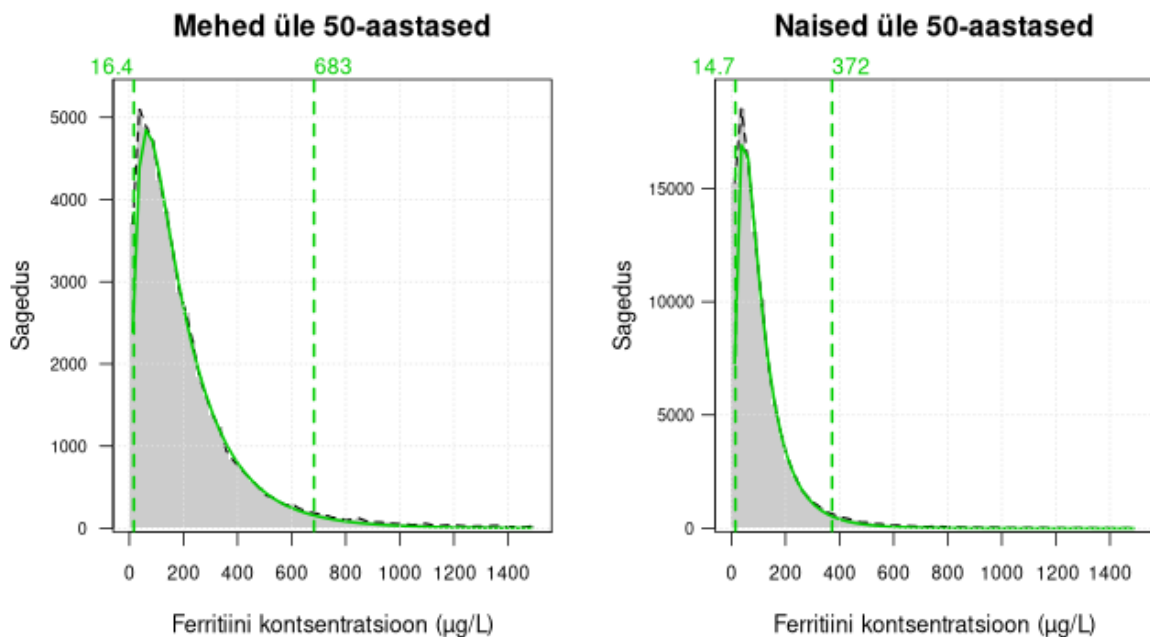 Mehed üle 50-aastased
16.4 683
5000
4000
3000
2000
1000
0
Sagedus
0 200 400 600 800 1000 1200 1400
Ferritiini kontsentratsioon (µg/L)
Naised üle 50-aastased
14.7 372
15000
10000
5000
0
Sagedus
0 200 400 600 800 1000 1200 1400
Ferritiini kontsentratsioon (µg/L)